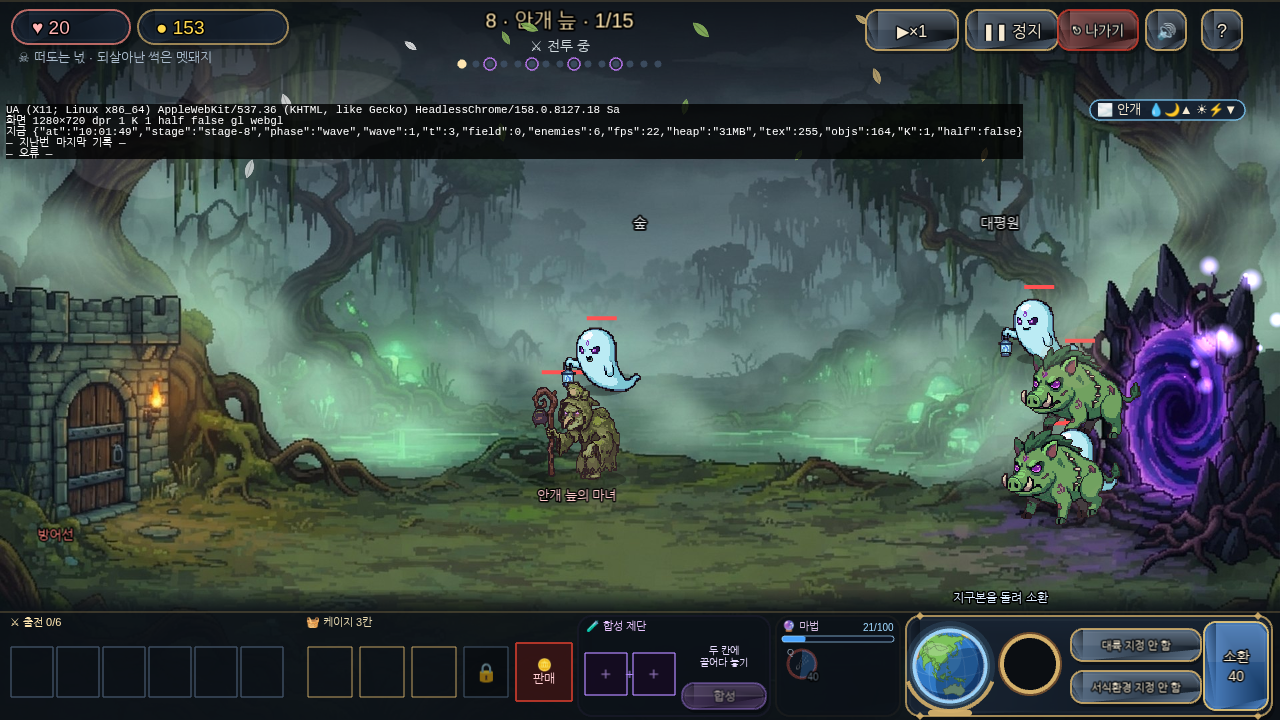 ♥ 20
● 153
8 · 안개 늪 · 1/15
⚔ 전투 중
▶×1
❚❚ 정지
나가기
?
☠ 떠도는 넋 · 되살아난 썩은 멧돼지
UA (X11; Linux x86_64) AppleWebKit/537.36 (KHTML, like Gecko) HeadlessChrome/158.0.8127.18 Sa
화면 1280×720 dpr 1 K 1 half false gl webgl
지금 {"at":"10:01:49","stage":"stage-8","phase":"wave","wave":1,"t":3,"field":0,"enemies":6,"fps":22,"heap":"31MB","tex":255,"objs":164,"K":1,"half":false}
— 지난번 마지막 기록 —
— 오류 —
안개 💧🌙▲ ☀⚡▼
숲
대평원
안개 늪의 마녀
방어선
지구본을 돌려 소환
⚔ 출전 0/6
케이지 3칸
판매
합성 제단
+
+
+
두 칸에
끌어다 놓기
합성
마법
21/100
40
대륙 지정 안 함
서식환경 지정 안 함
소환
40